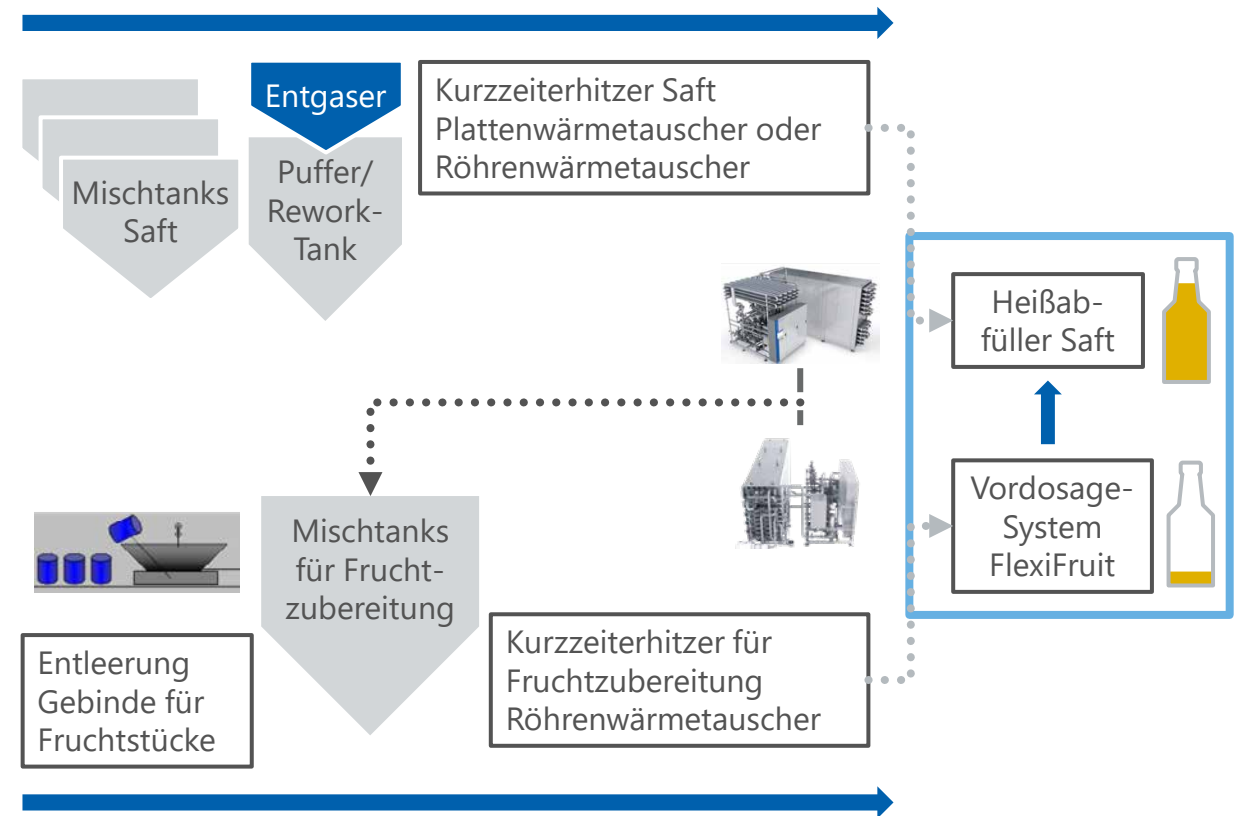 Mischtanks
Saft
Entgaser
Puffer/
Rework-
Tank
Kurzzeiterhitzer Saft
Plattenwärmetauscher oder
Röhrenwärmetauscher
Heißab-
füller Saft
Vordosage-
System
FlexiFruit
Entleerung
Gebinde für
Fruchtstücke
Mischtanks
für Frucht-
zubereitung
Kurzzeiterhitzer für
Fruchtzubereitung
Röhrenwärmetauscher